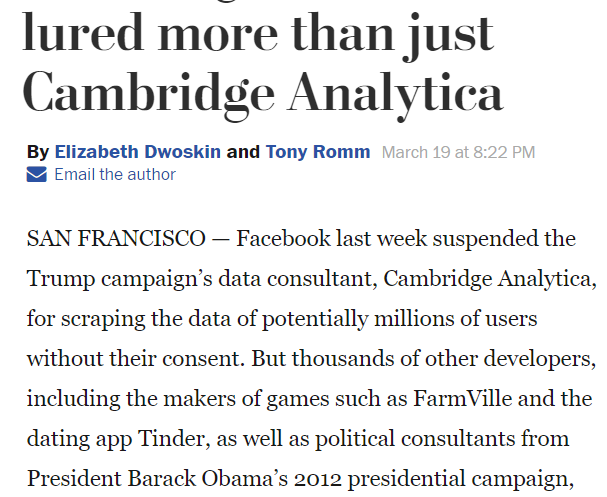 lured more than just
Cambridge Analytica
By Elizabeth Dwoskin and Tony Romm March 19 at 8:22 PM
Email the author
SAN FRANCISCO — Facebook last week suspended the
Trump campaign’s data consultant, Cambridge Analytica,
for scraping the data of potentially millions of users
without their consent. But thousands of other developers,
including the makers of games such as FarmVille and the
dating app Tinder, as well as political consultants from
President Barack Obama’s 2012 presidential campaign,